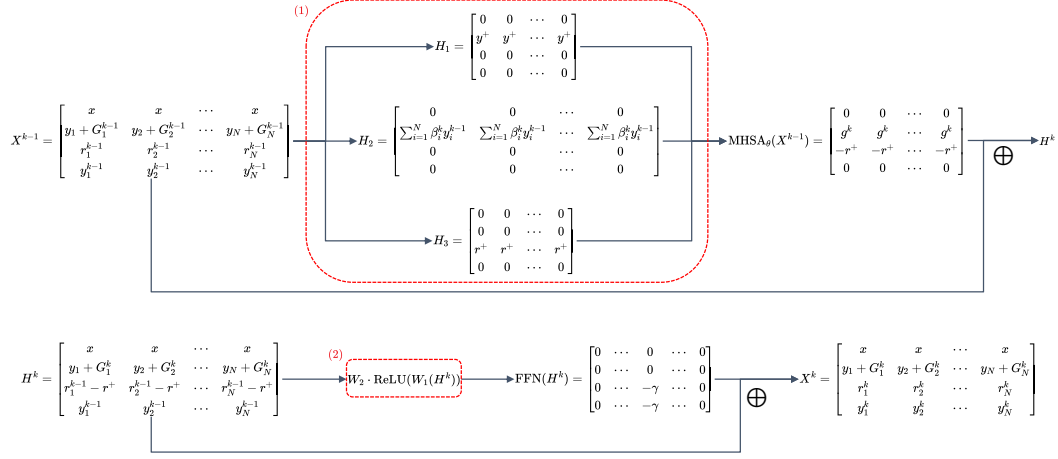 (1)
X^{k-1} = [ x x ⋯ x
y_1 + G_1^{k-1} y_2 + G_2^{k-1} ⋯ y_N + G_N^{k-1}
r_1^{k-1} r_2^{k-1} ⋯ r_N^{k-1}
y_1^{k-1} y_2^{k-1} ⋯ y_N^{k-1} ]
H_1 = [ 0 0 ⋯ 0
y^+ y^+ ⋯ y^+
0 0 ⋯ 0
0 0 ⋯ 0 ]
H_2 = [ 0 0 ⋯ 0
∑_{i=1}^N β_i^k y_i^{k-1} ∑_{i=1}^N β_i^k y_i^{k-1} ⋯ ∑_{i=1}^N β_i^k y_i^{k-1}
0 0 ⋯ 0
0 0 ⋯ 0 ]
H_3 = [ 0 0 ⋯ 0
0 0 ⋯ 0
r^+ r^+ ⋯ r^+
0 0 ⋯ 0 ]
MHSA_θ(X^{k-1}) = [ 0 0 ⋯ 0
g^k g^k ⋯ g^k
-r^+ -r^+ ⋯ -r^+
0 0 ⋯ 0 ]
⊕
H^k
H^k = [ x x ⋯ x
y_1 + G_1^k y_2 + G_2^k ⋯ y_N + G_N^k
r_1^{k-1} - r^+ r_2^{k-1} - r^+ ⋯ r_N^{k-1} - r^+
y_1^{k-1} y_2^{k-1} ⋯ y_N^{k-1} ]
(2)
W_2 · ReLU(W_1(H^k))
FFN(H^k) = [ 0 ⋯ 0 ⋯ 0
0 ⋯ 0 ⋯ 0
0 ⋯ -γ ⋯ 0
0 ⋯ -γ ⋯ 0 ]
⊕
X^k = [ x x ⋯ x
y_1 + G_1^k y_2 + G_2^k ⋯ y_N + G_N^k
r_1^k r_2^k ⋯ r_N^k
y_1^k y_2^k ⋯ y_N^k ]